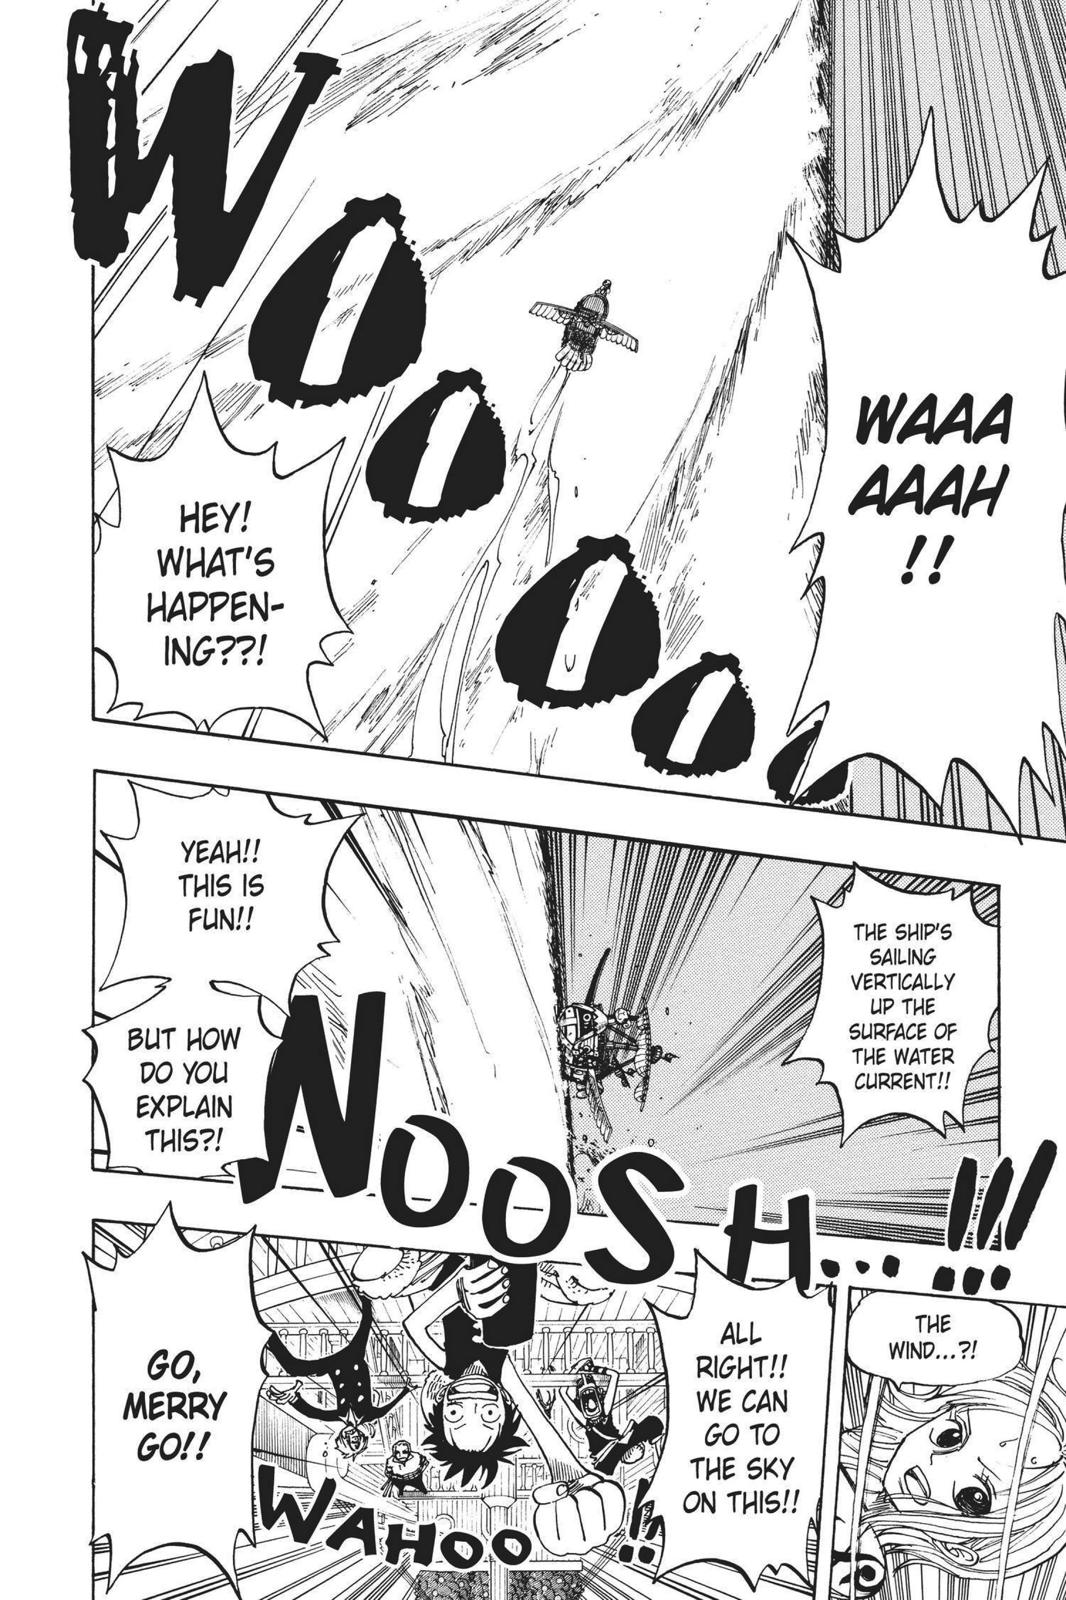 WAAA
AAAH
!!
WOOOOO
HEY!
WHAT'S
HAPPEN-
ING??!
THE SHIP'S
SAILING
VERTICALLY
UP THE
SURFACE OF
THE WATER
CURRENT!!
YEAH!!
THIS IS
FUN!!
BUT HOW
DO YOU
EXPLAIN
THIS?!
NOOSH...!!!
THE
WIND...?!
ALL
RIGHT!!
WE CAN
GO TO
THE SKY
ON THIS!!
WAHOO!!
GO,
MERRY
GO!!